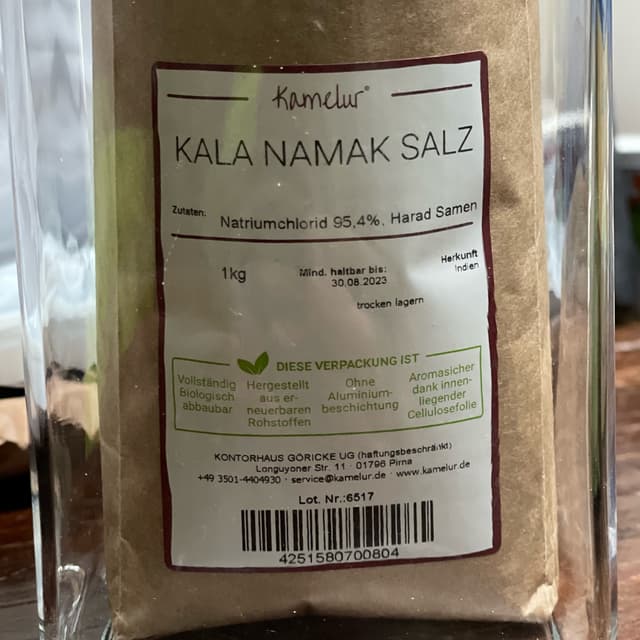 Kamelur®
KALA NAMAK SALZ
Zutaten: Natriumchlorid 95,4%, Harad Samen
1kg
Mind. haltbar bis:
30.08.2023
Herkunft
Indien
trocken lagern
DIESE VERPACKUNG IST
Vollständig
Biologisch
abbaubar
Hergestellt
aus er-
neuerbaren
Rohstoffen
Ohne
Aluminium-
beschichtung
Aromasicher
dank innen-
liegender
Cellulosefolie
KONTORHAUS GÖRICKE UG (haftungsbeschränkt)
Longuyoner Str. 11 · 01796 Pirna
+49 3501-4404930 · service@kamelur.de · www.kamelur.de
Lot. Nr.:6517
4251580700804